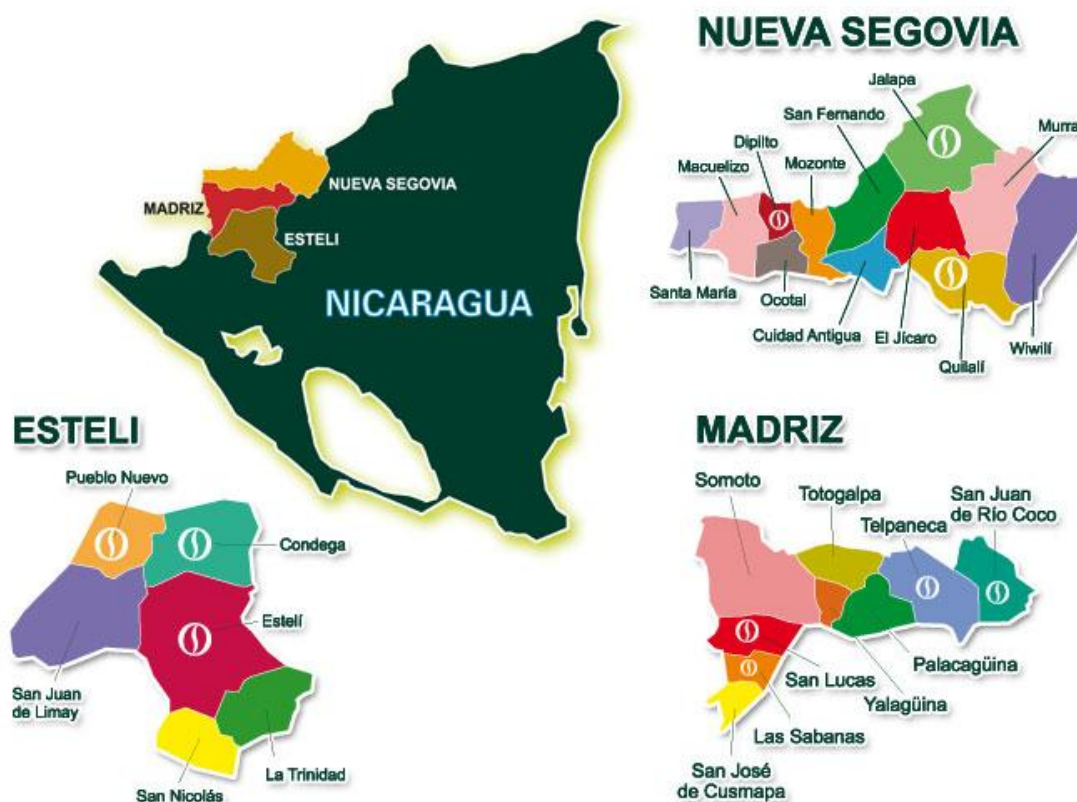 NUEVA SEGOVIA
Jalapa
San Fernando
Murra
Dipilto
Mozonte
Macuelizo
Santa María
Ocotal
Cuidad Antigua
El Jícaro
Quilalí
Wiwilí
NUEVA SEGOVIA
MADRIZ
ESTELI
NICARAGUA
ESTELI
Pueblo Nuevo
Condega
Estelí
San Juan
de Limay
La Trinidad
San Nicolás
MADRIZ
Somoto
Totogalpa
San Juan
de Río Coco
Telpaneca
Palacagüina
San Lucas
Yalagüina
Las Sabanas
San José
de Cusmapa